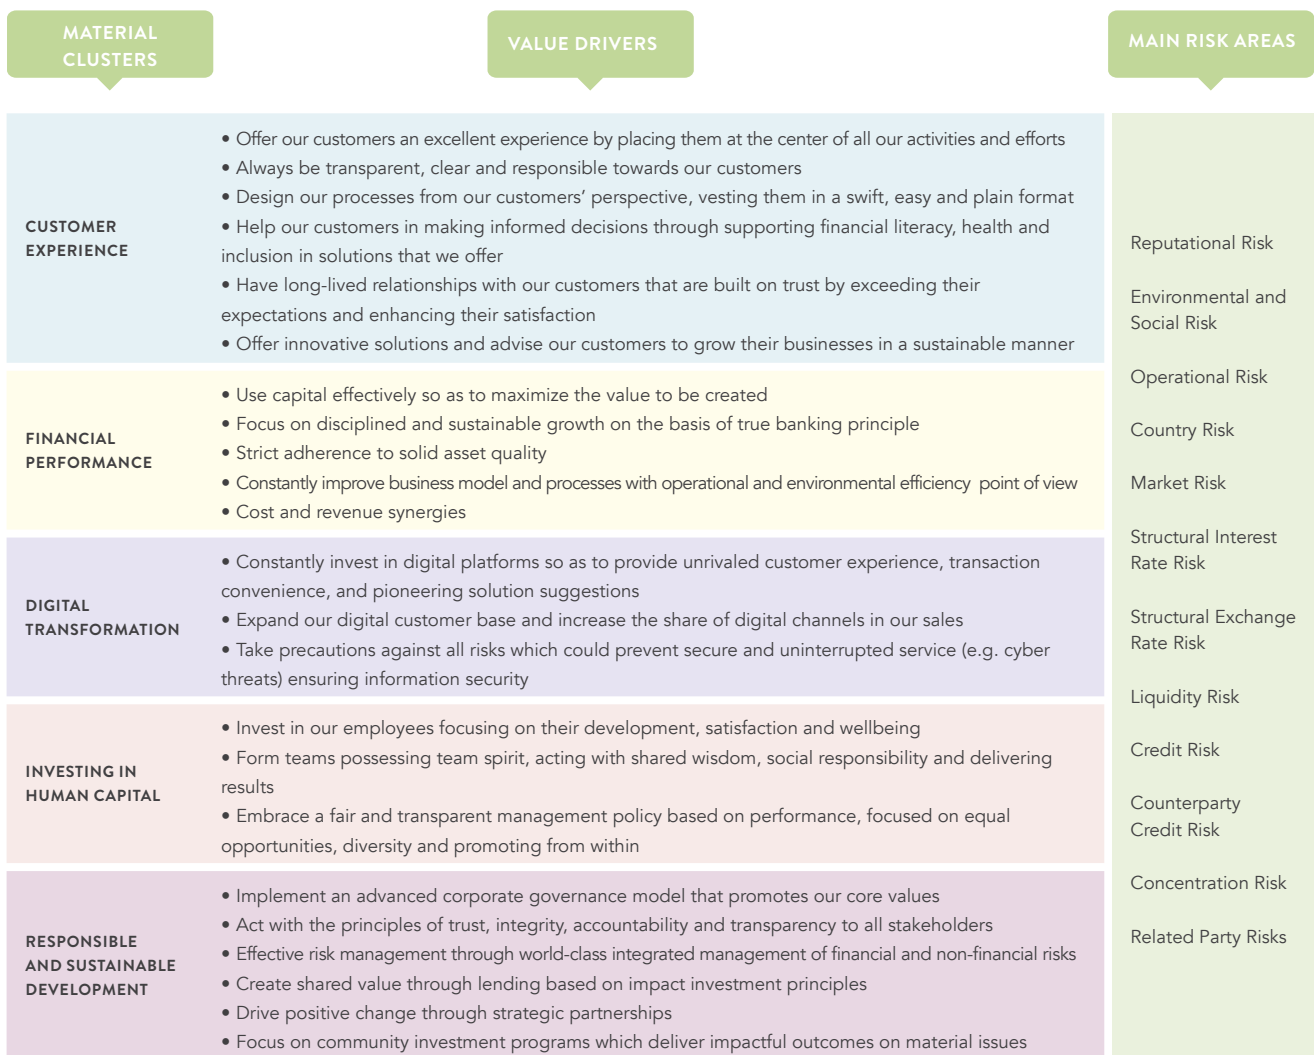 MATERIAL
CLUSTERS
VALUE DRIVERS
MAIN RISK AREAS
CUSTOMER
EXPERIENCE
• Offer our customers an excellent experience by placing them at the center of all our activities and efforts
• Always be transparent, clear and responsible towards our customers
• Design our processes from our customers’ perspective, vesting them in a swift, easy and plain format
• Help our customers in making informed decisions through supporting financial literacy, health and
inclusion in solutions that we offer
• Have long-lived relationships with our customers that are built on trust by exceeding their
expectations and enhancing their satisfaction
• Offer innovative solutions and advise our customers to grow their businesses in a sustainable manner
FINANCIAL
PERFORMANCE
• Use capital effectively so as to maximize the value to be created
• Focus on disciplined and sustainable growth on the basis of true banking principle
• Strict adherence to solid asset quality
• Constantly improve business model and processes with operational and environmental efficiency point of view
• Cost and revenue synergies
DIGITAL
TRANSFORMATION
• Constantly invest in digital platforms so as to provide unrivaled customer experience, transaction
convenience, and pioneering solution suggestions
• Expand our digital customer base and increase the share of digital channels in our sales
• Take precautions against all risks which could prevent secure and uninterrupted service (e.g. cyber
threats) ensuring information security
INVESTING IN
HUMAN CAPITAL
• Invest in our employees focusing on their development, satisfaction and wellbeing
• Form teams possessing team spirit, acting with shared wisdom, social responsibility and delivering
results
• Embrace a fair and transparent management policy based on performance, focused on equal
opportunities, diversity and promoting from within
RESPONSIBLE
AND SUSTAINABLE
DEVELOPMENT
• Implement an advanced corporate governance model that promotes our core values
• Act with the principles of trust, integrity, accountability and transparency to all stakeholders
• Effective risk management through world-class integrated management of financial and non-financial risks
• Create shared value through lending based on impact investment principles
• Drive positive change through strategic partnerships
• Focus on community investment programs which deliver impactful outcomes on material issues
Reputational Risk
Environmental and
Social Risk
Operational Risk
Country Risk
Market Risk
Structural Interest
Rate Risk
Structural Exchange
Rate Risk
Liquidity Risk
Credit Risk
Counterparty
Credit Risk
Concentration Risk
Related Party Risks